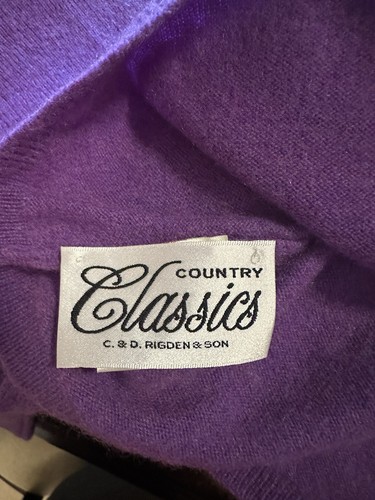 COUNTRY
Classics
C. & D. RIGDEN & SON